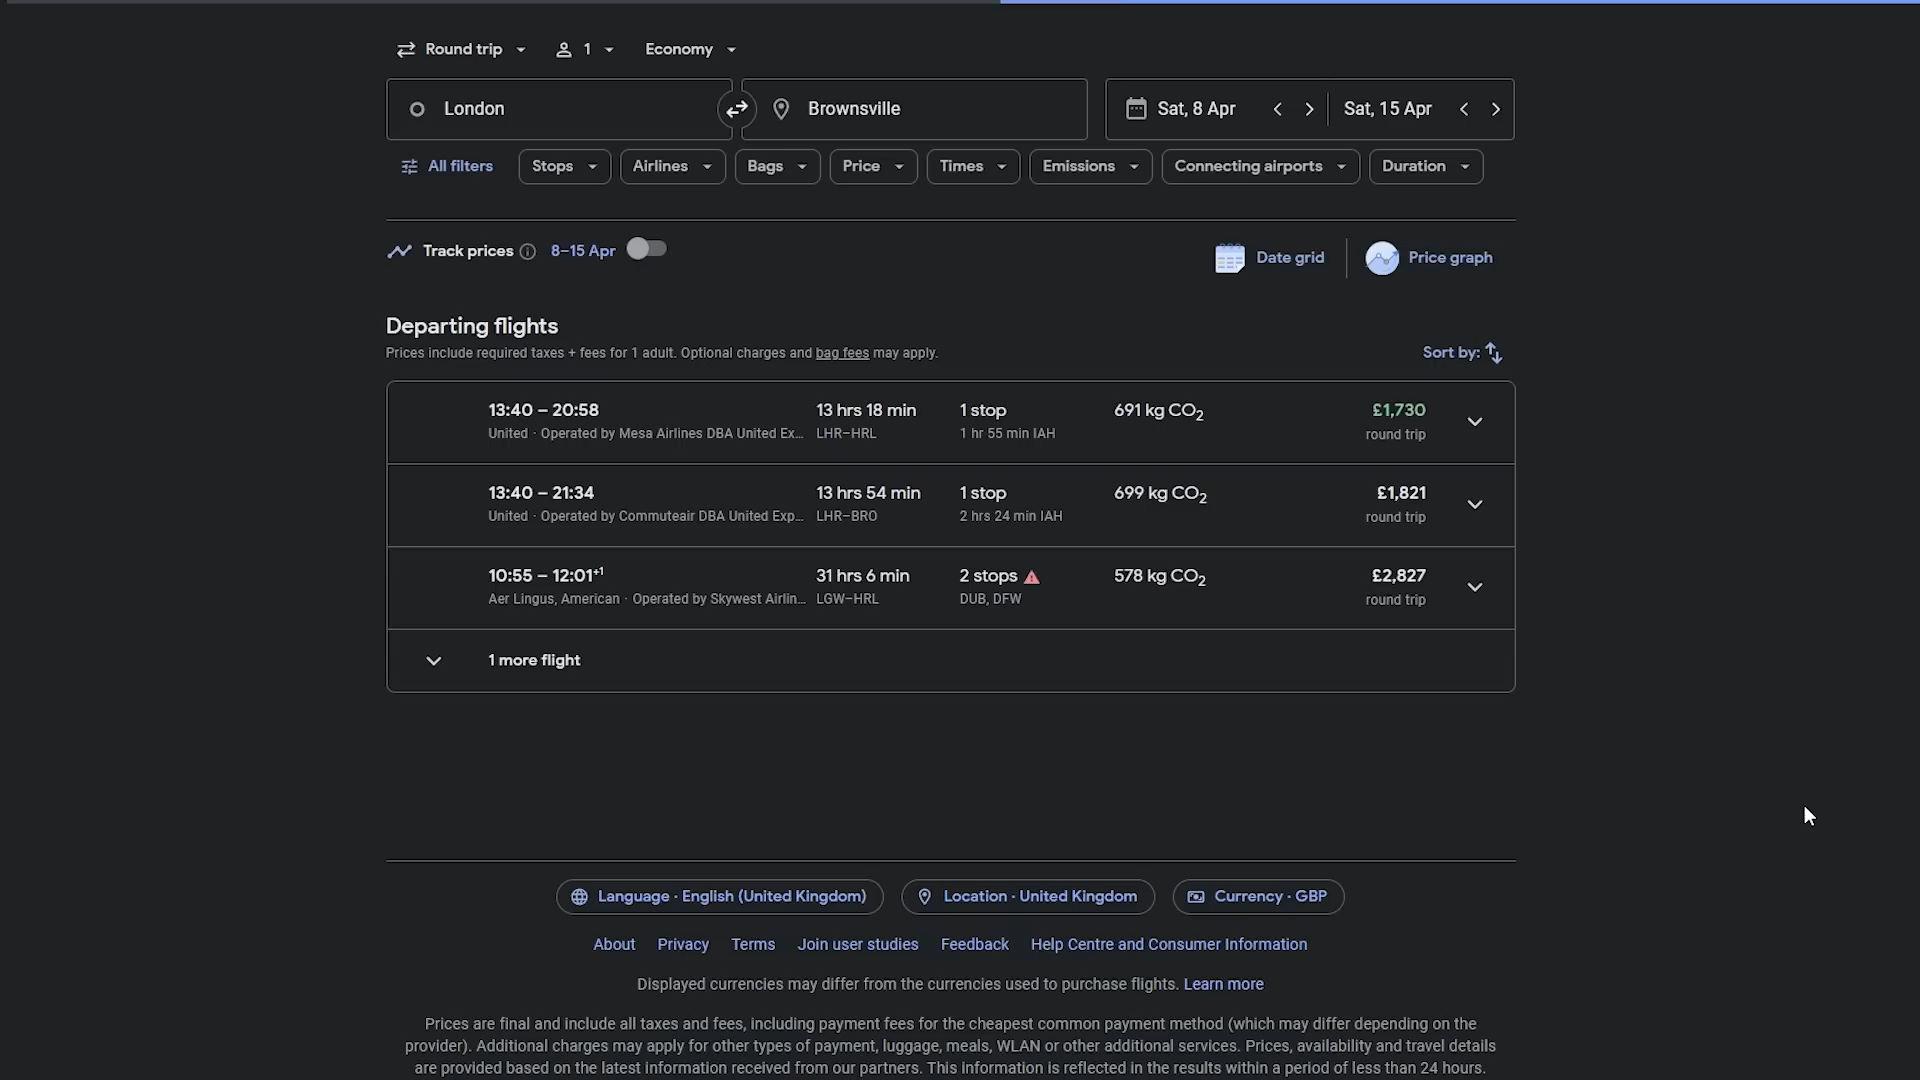 Round trip 1 Economy
London Brownsville Sat, 8 Apr Sat, 15 Apr
All filters Stops Airlines Bags Price Times Emissions Connecting airports Duration
Track prices 8–15 Apr Date grid Price graph
Departing flights
Prices include required taxes + fees for 1 adult. Optional charges and bag fees may apply. Sort by:
13:40 – 20:58 13 hrs 18 min 1 stop 691 kg CO2 £1,730
United · Operated by Mesa Airlines DBA United Ex... LHR–HRL 1 hr 55 min IAH round trip
13:40 – 21:34 13 hrs 54 min 1 stop 699 kg CO2 £1,821
United · Operated by Commuteair DBA United Exp... LHR–BRO 2 hrs 24 min IAH round trip
10:55 – 12:01+1 31 hrs 6 min 2 stops 578 kg CO2 £2,827
Aer Lingus, American · Operated by Skywest Airlin... LGW–HRL DUB, DFW round trip
1 more flight
Language · English (United Kingdom) Location · United Kingdom Currency · GBP
About Privacy Terms Join user studies Feedback Help Centre and Consumer Information
Displayed currencies may differ from the currencies used to purchase flights. Learn more
Prices are final and include all taxes and fees, including payment fees for the cheapest common payment method (which may differ depending on the
provider). Additional charges may apply for other types of payment, luggage, meals, WLAN or other additional services. Prices, availability and travel details
are provided based on the latest information received from our partners. This information is reflected in the results within a period of less than 24 hours.